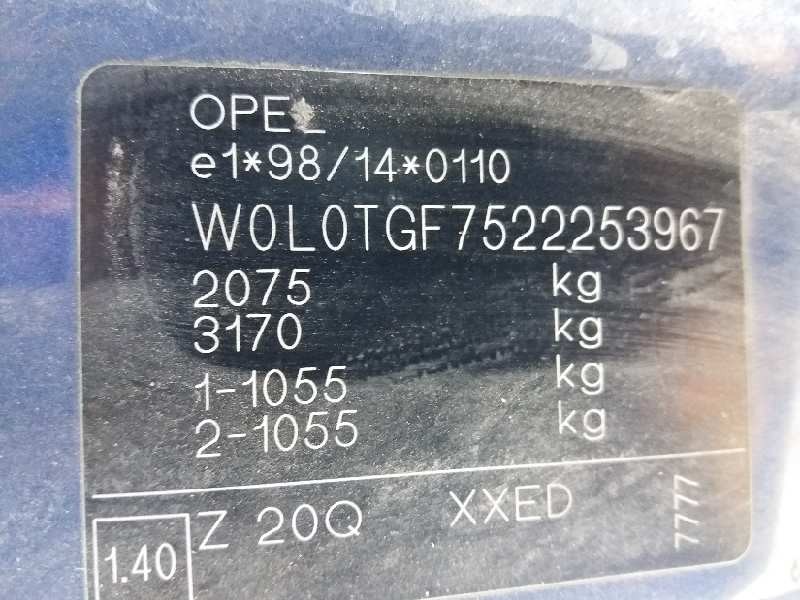 OPEL
e1*98/14*0110
W0L0TGF7522253967
2075 kg
3170 kg
1-1055 kg
2-1055 kg
1.40 Z 20Q XXED 7777